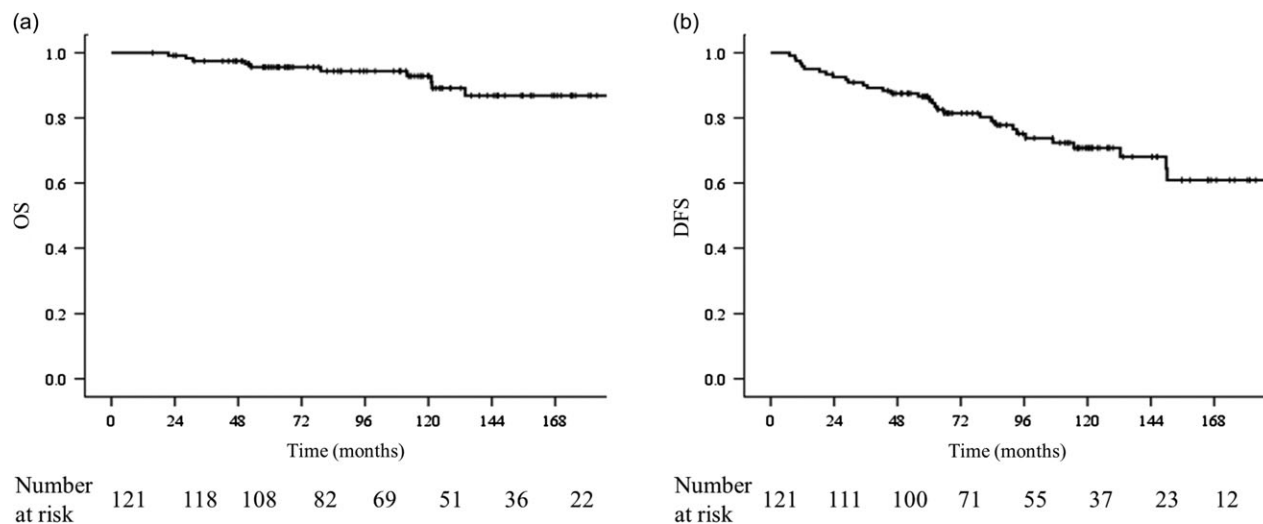 (a)
OS
1.0
0.8
0.6
0.4
0.2
0.0
0 24 48 72 96 120 144 168
Time (months)
Number
at risk
121 118 108 82 69 51 36 22
(b)
DFS
1.0
0.8
0.6
0.4
0.2
0.0
0 24 48 72 96 120 144 168
Time (months)
Number
at risk
121 111 100 71 55 37 23 12